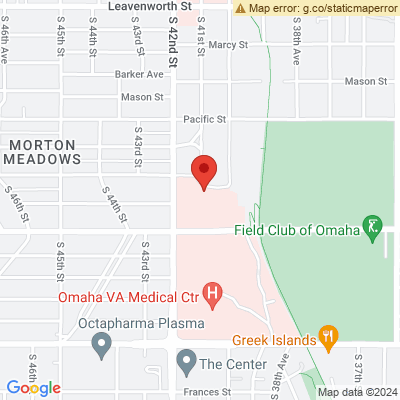 Leavenworth St
Map error: g.co/staticmaperror
S 46th Ave
S 45th St
S 44th St
S 43rd St
S 42nd St
S 41st St
S 38th Ave
Marcy St
Barker Ave
Mason St
Mason St
Pacific St
MORTON
MEADOWS
S 43rd St
S 46th St
S 44th St
Field Club of Omaha
S 45th St
S 43rd St
Omaha VA Medical Ctr
Octapharma Plasma
Greek Islands
The Center
S 46th St
S 38th Ave
S 37th St
Frances St
Google
Map data ©2024